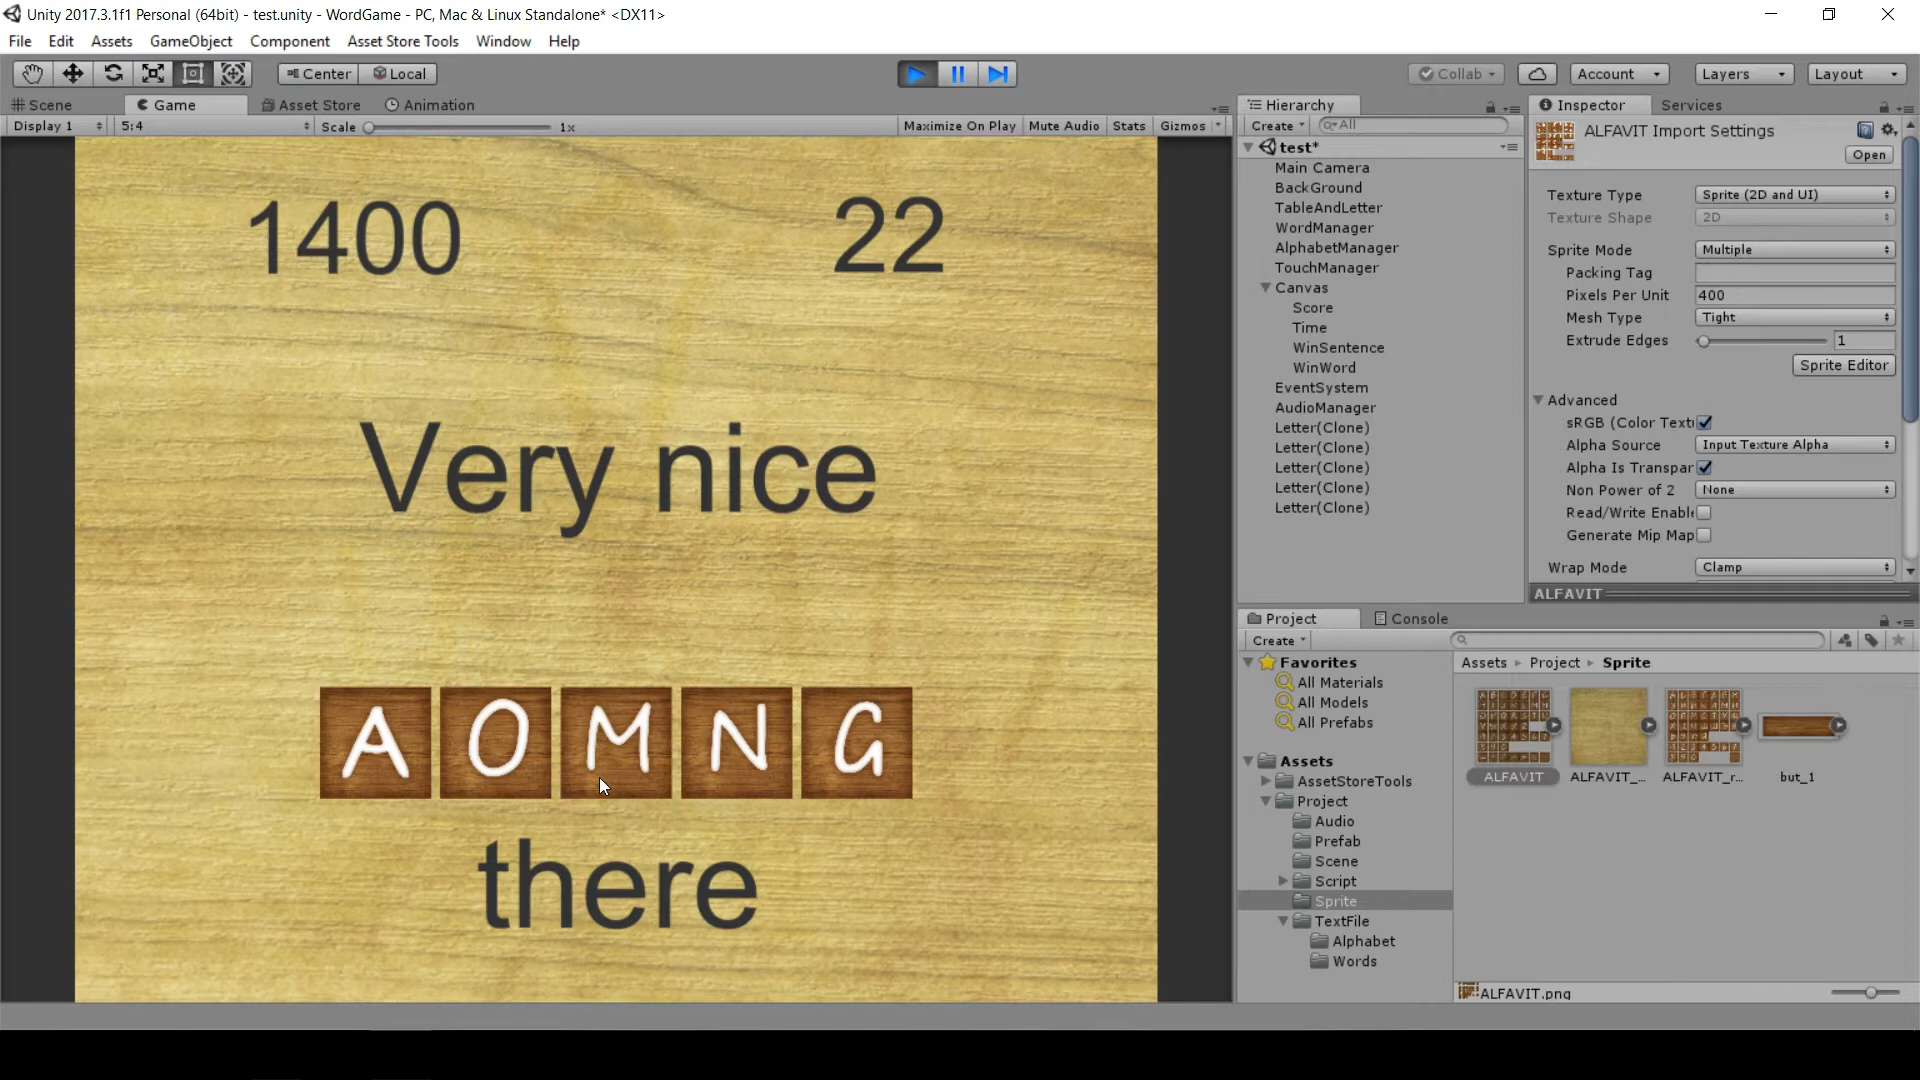 Unity 2017.3.1f1 Personal (64bit) - test.unity - WordGame - PC, Mac & Linux Standalone* <DX11>
File Edit Assets GameObject Component Asset Store Tools Window Help
Center Local Collab Account Layers Layout
Scene Game Asset Store Animation
Display 1 5:4 Scale 1x Maximize On Play Mute Audio Stats Gizmos
1400 22
Very nice
A O M N G
there
Hierarchy
Create All
test*
Main Camera
BackGround
TableAndLetter
WordManager
AlphabetManager
TouchManager
Canvas
Score
Time
WinSentence
WinWord
EventSystem
AudioManager
Letter(Clone)
Letter(Clone)
Letter(Clone)
Letter(Clone)
Letter(Clone)
Inspector Services
ALFAVIT Import Settings
Open
Texture Type Sprite (2D and UI)
Texture Shape 2D
Sprite Mode Multiple
Packing Tag
Pixels Per Unit 400
Mesh Type Tight
Extrude Edges 1
Sprite Editor
Advanced
sRGB (Color Text
Alpha Source Input Texture Alpha
Alpha Is Transpar
Non Power of 2 None
Read/Write Enable
Generate Mip Map
Wrap Mode Clamp
ALFAVIT
Project Console
Create
Favorites
All Materials
All Models
All Prefabs
Assets
AssetStoreTools
Project
Audio
Prefab
Scene
Script
Sprite
TextFile
Alphabet
Words
Assets Project Sprite
ALFAVIT ALFAVIT_... ALFAVIT_r... but_1
ALFAVIT.png